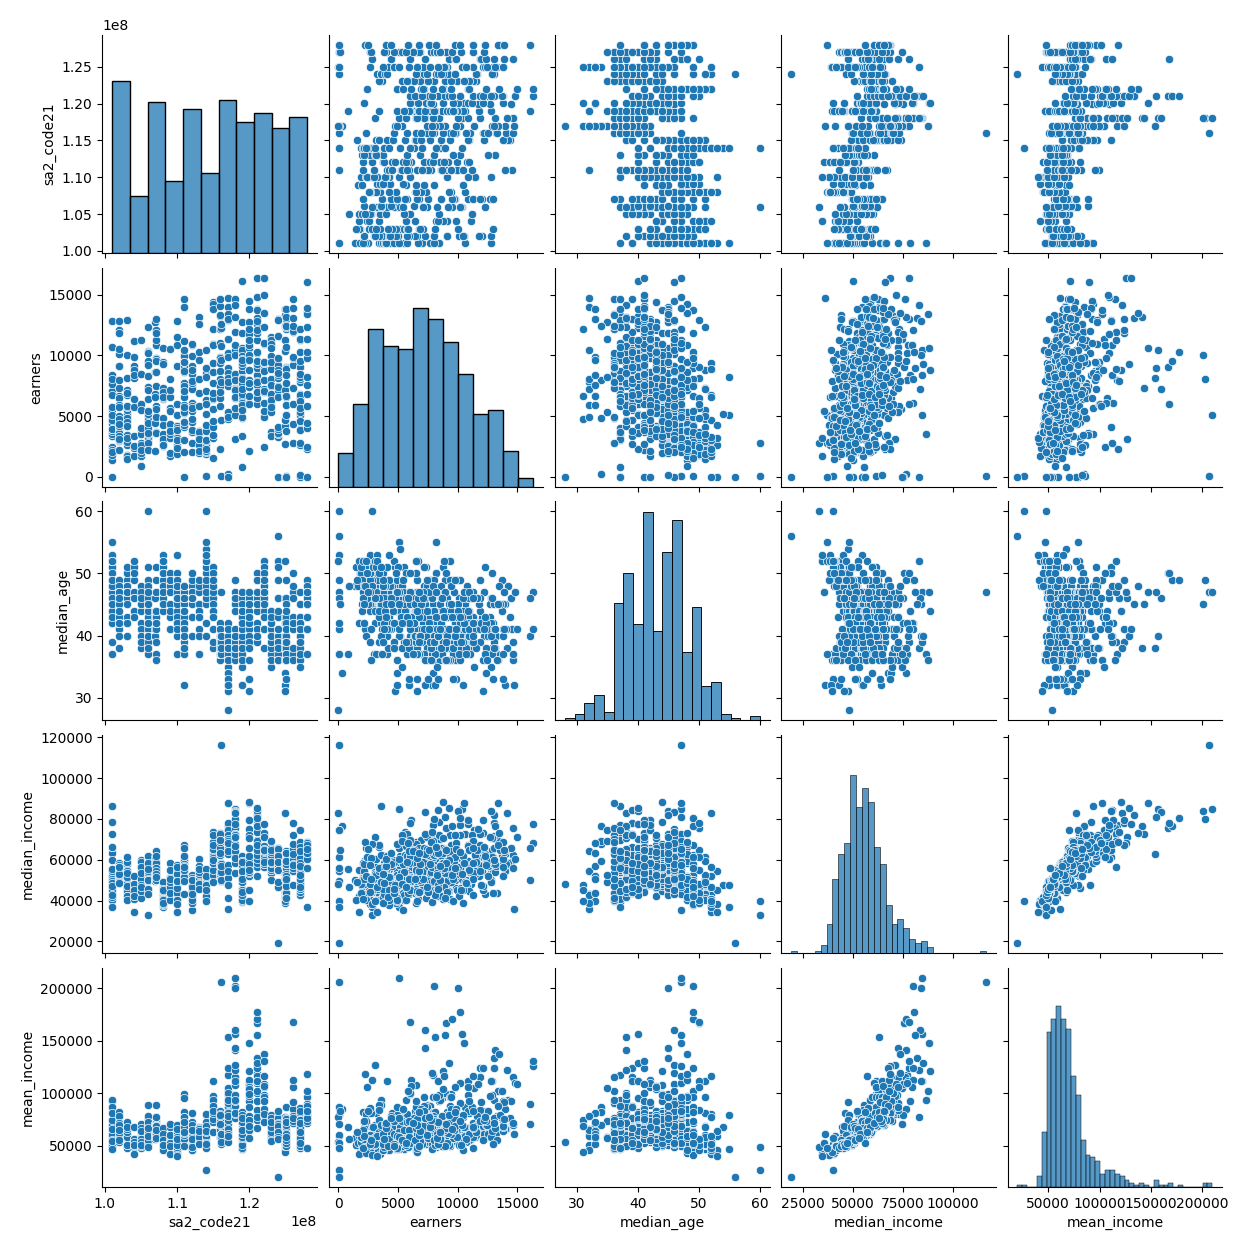 1e8
1.25
1.20
1.15
1.10
1.05
1.00
sa2_code21
15000
10000
5000
0
earners
60
50
40
30
median_age
120000
100000
80000
60000
40000
20000
median_income
200000
150000
100000
50000
mean_income
1.0 1.1 1.2 0 5000 10000 15000 30 40 50 60 25000 50000 75000 100000 50000 100000 150000 200000
1e8
sa2_code21 earners median_age median_income mean_income